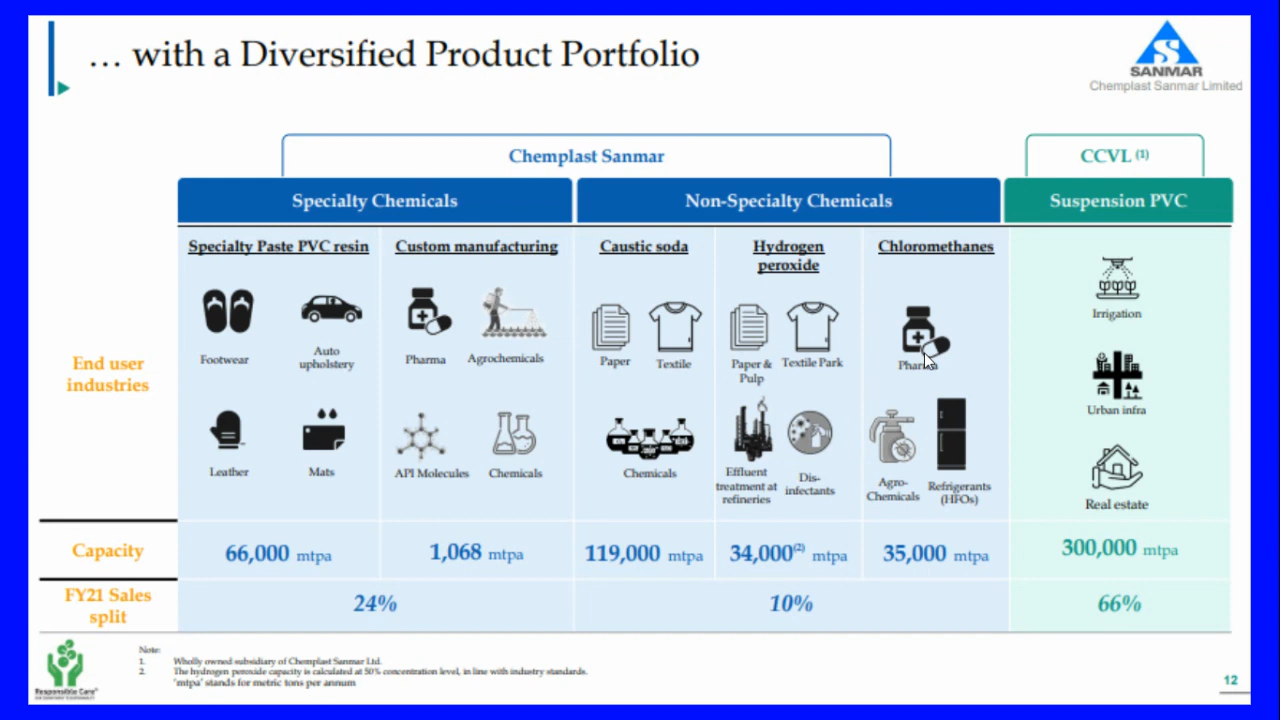 … with a Diversified Product Portfolio
SANMAR
Chemplast Sanmar Limited
Chemplast Sanmar
CCVL (1)
Specialty Chemicals
Non-Specialty Chemicals
Suspension PVC
Specialty Paste PVC resin
Custom manufacturing
Caustic soda
Hydrogen
peroxide
Chloromethanes
End user
industries
Footwear
Auto
upholstery
Leather
Mats
Pharma
Agrochemicals
API Molecules
Chemicals
Paper
Textile
Chemicals
Paper &
Pulp
Textile Park
Effluent
treatment at
refineries
Dis-
infectants
Pharma
Agro-
Chemicals
Refrigerants
(HFOs)
Irrigation
Urban infra
Real estate
Capacity
66,000 mtpa
1,068 mtpa
119,000 mtpa
34,000(2) mtpa
35,000 mtpa
300,000 mtpa
FY21 Sales
split
24%
10%
66%
Note:
1. Wholly owned subsidiary of Chemplast Sanmar Ltd.
2. The hydrogen peroxide capacity is calculated at 50% concentration level, in line with industry standards.
'mtpa' stands for metric tons per annum
Responsible Care®
12